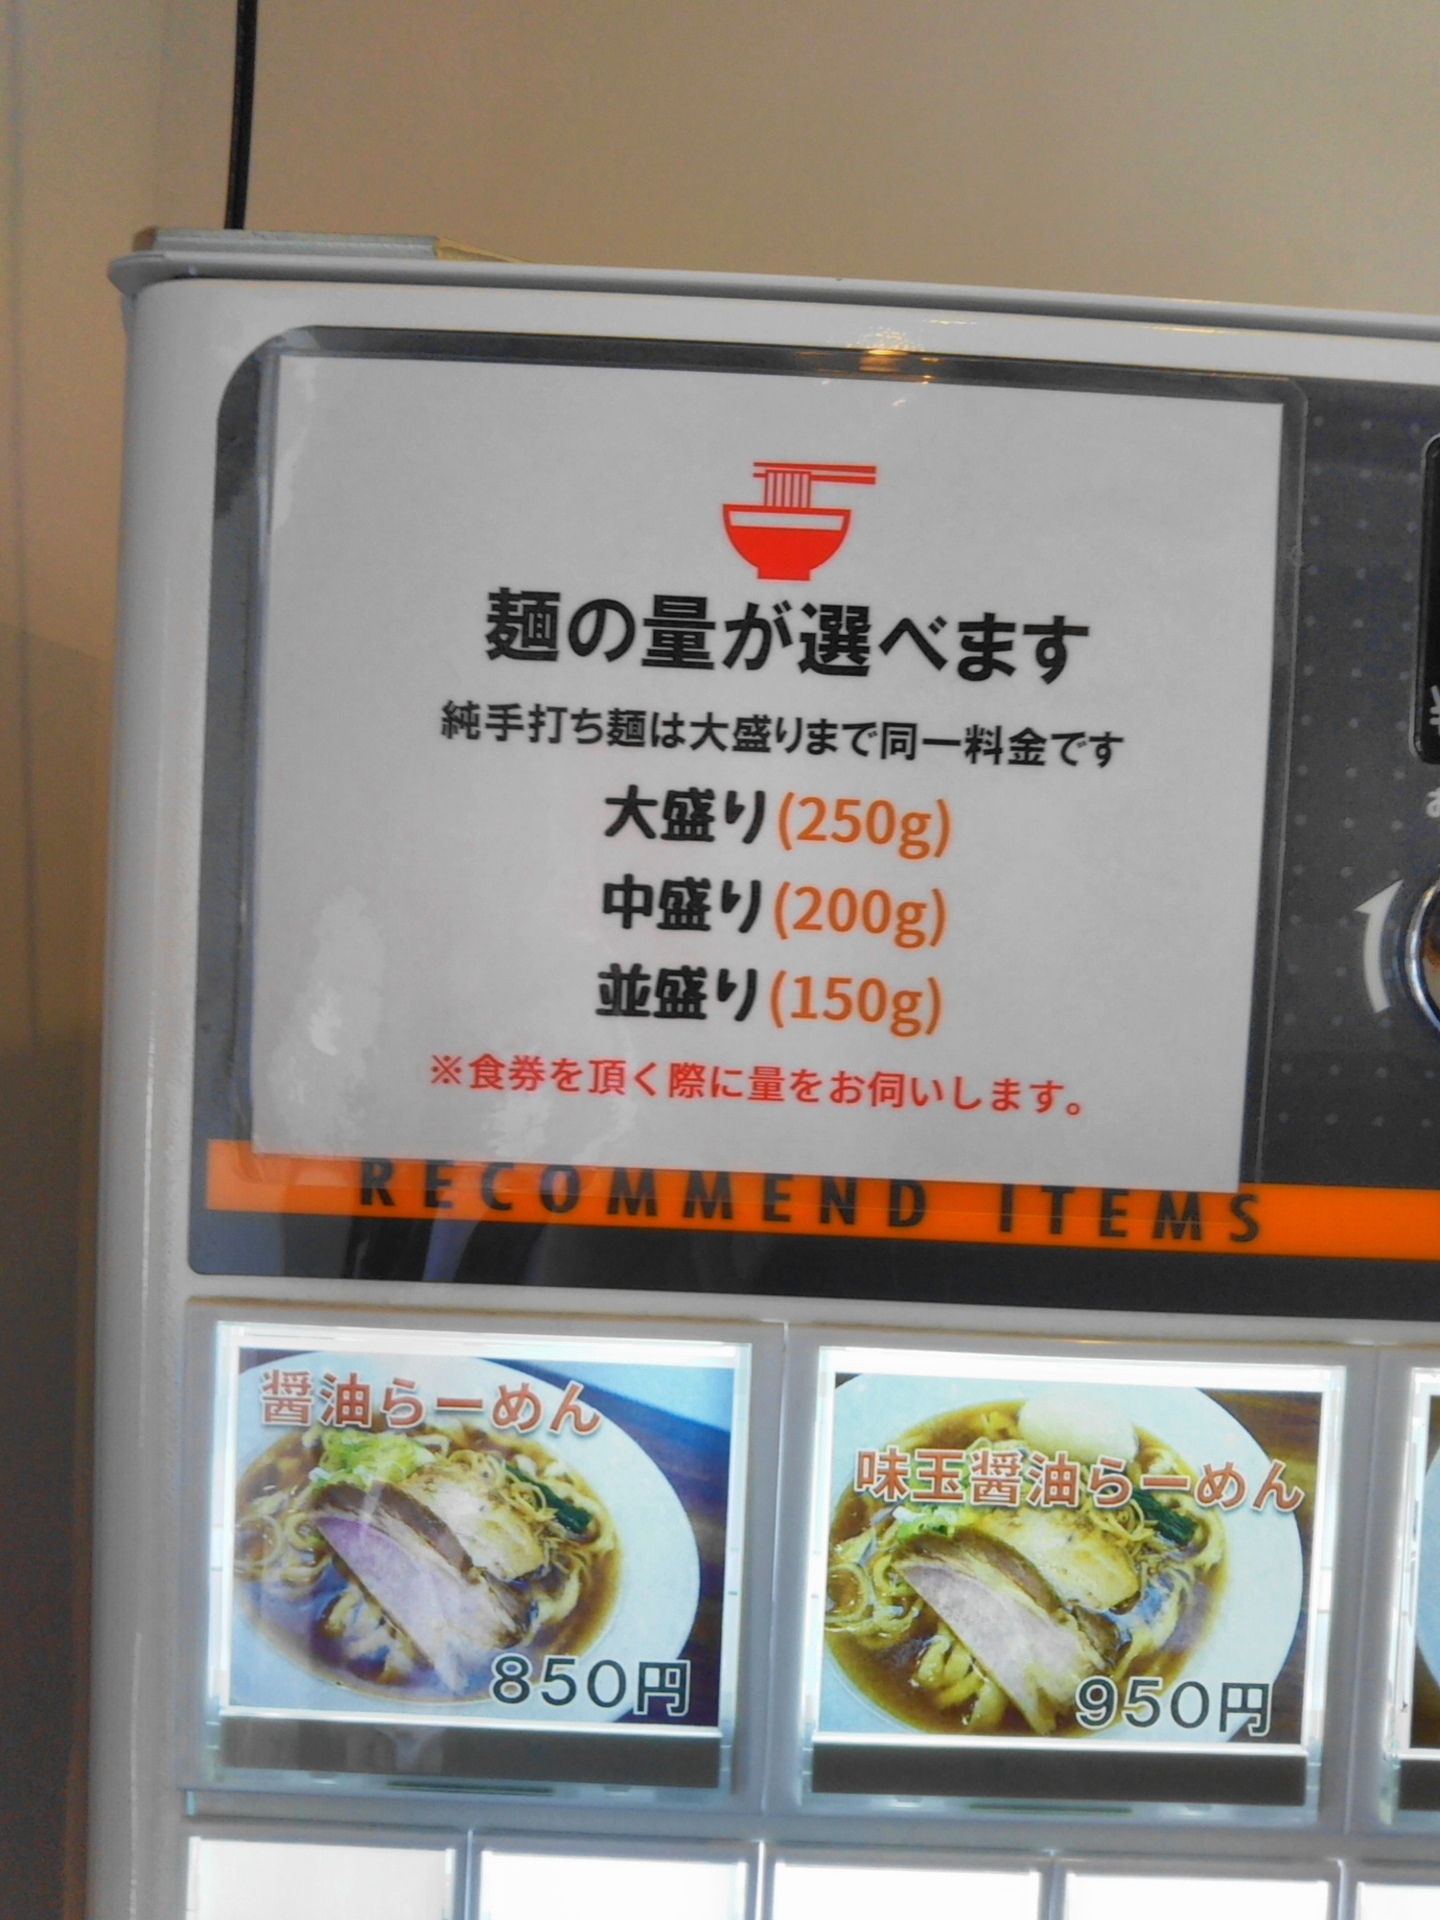 麺の量が選べます
純手打ち麺は大盛りまで同一料金です
大盛り(250g)
中盛り(200g)
並盛り(150g)
※食券を頂く際に量をお伺いします。
RECOMMEND ITEMS
醤油らーめん
850円
味玉醤油らーめん
950円